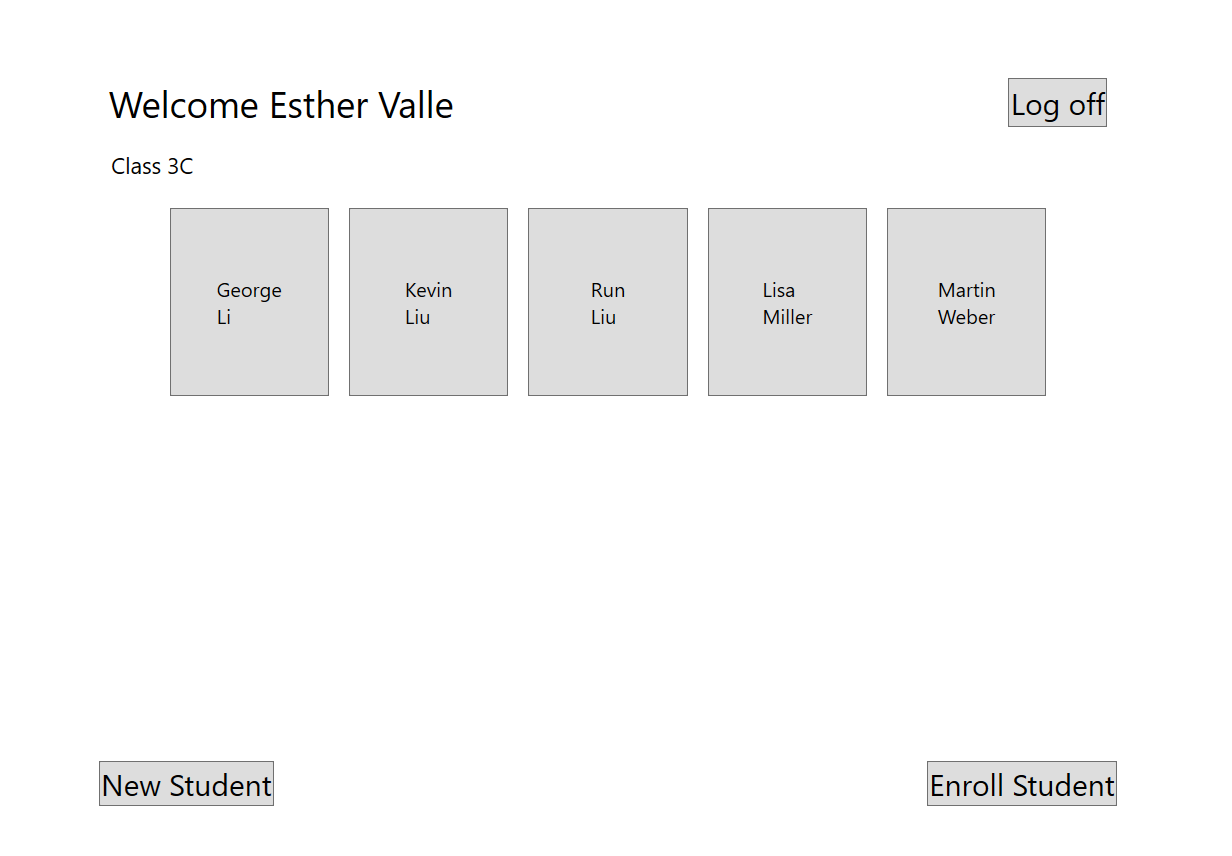 Welcome Esther Valle
Log off
Class 3C
George
Li
Kevin
Liu
Run
Liu
Lisa
Miller
Martin
Weber
New Student
Enroll Student